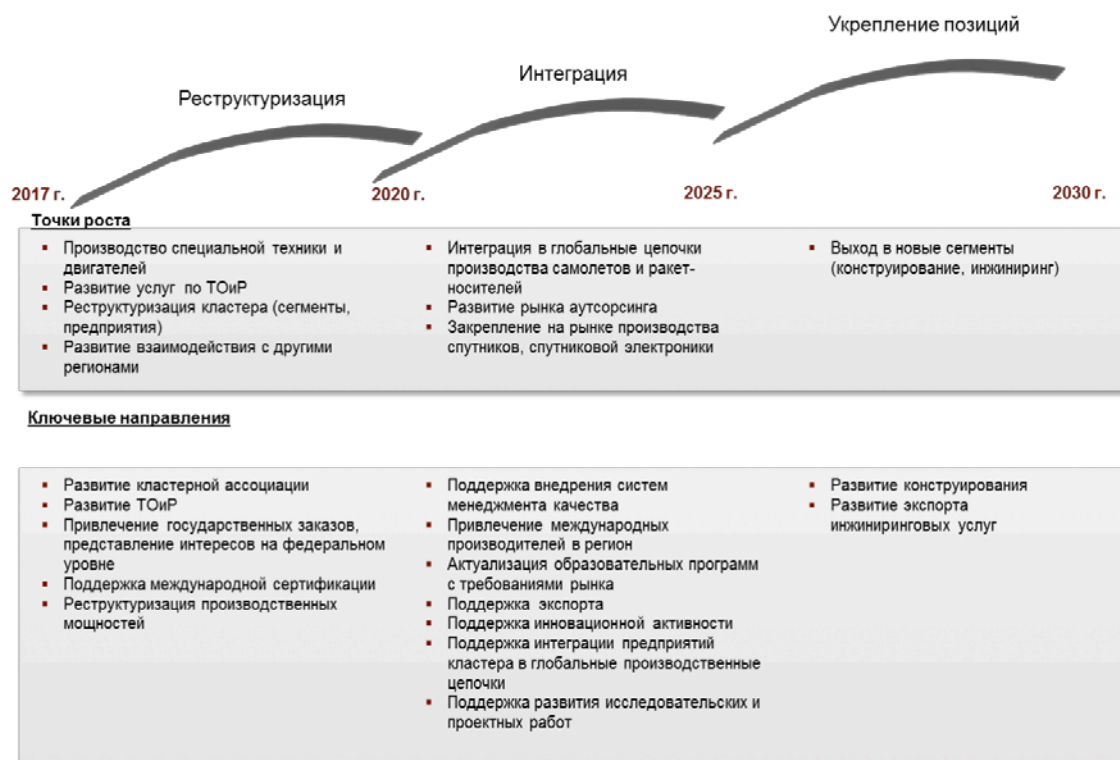 Укрепление позиций
Интеграция
Реструктуризация
2017 г.
2020 г.
2025 г.
2030 г.
Точки роста
▪ Производство специальной техники и
двигателей
▪ Развитие услуг по ТОиР
▪ Реструктуризация кластера (сегменты,
предприятия)
▪ Развитие взаимодействия с другими
регионами
▪ Интеграция в глобальные цепочки
производства самолетов и ракет-
носителей
▪ Развитие рынка аутсорсинга
▪ Закрепление на рынке производства
спутников, спутниковой электроники
▪ Выход в новые сегменты
(конструирование, инжиниринг)
Ключевые направления
▪ Развитие кластерной ассоциации
▪ Развитие ТОиР
▪ Привлечение государственных заказов,
представление интересов на федеральном
уровне
▪ Поддержка международной сертификации
▪ Реструктуризация производственных
мощностей
▪ Поддержка внедрения систем
менеджмента качества
▪ Привлечение международных
производителей в регион
▪ Актуализация образовательных программ
с требованиями рынка
▪ Поддержка экспорта
▪ Поддержка инновационной активности
▪ Поддержка интеграции предприятий
кластера в глобальные производственные
цепочки
▪ Поддержка развития исследовательских и
проектных работ
▪ Развитие конструирования
▪ Развитие экспорта
инжиниринговых услуг